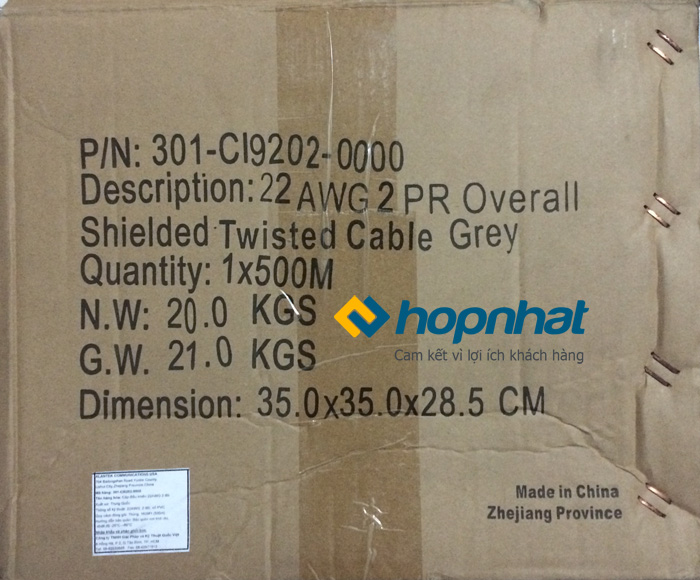 P/N: 301-CI9202-0000
Description: 22 AWG 2 PR Overall
Shielded Twisted Cable Grey
Quantity: 1x500M
N.W: 20.0 KGS
G.W. 21.0 KGS
Dimension: 35.0x35.0x28.5 CM
hopnhat
Cam kết vì lợi ích khách hàng
Made in China
Zhejiang Province